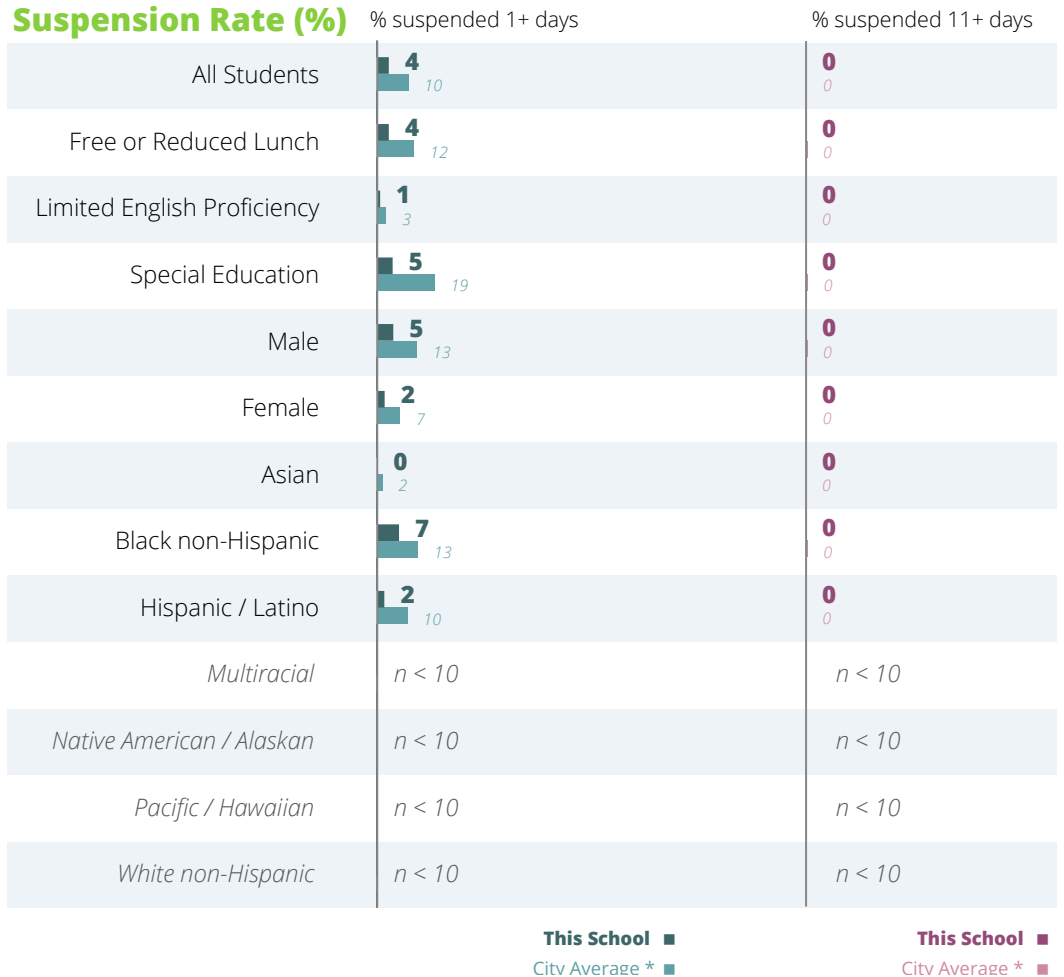 Suspension Rate (%) % suspended 1+ days % suspended 11+ days
All Students 4 10 0 0
Free or Reduced Lunch 4 12 0 0
Limited English Proficiency 1 3 0 0
Special Education 5 19 0 0
Male 5 13 0 0
Female 2 7 0 0
Asian 0 2 0 0
Black non-Hispanic 7 13 0 0
Hispanic / Latino 2 10 0 0
Multiracial n < 10 n < 10
Native American / Alaskan n < 10 n < 10
Pacific / Hawaiian n < 10 n < 10
White non-Hispanic n < 10 n < 10
This School This School
City Average * City Average *